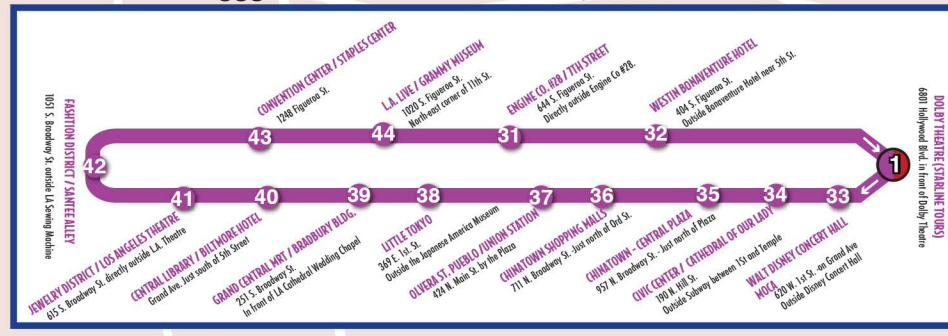 CONVENTION CENTER / STAPLES CENTER
1248 Figueroa St.
L.A. LIVE / GRAMMY MUSEUM
1020 S. Figueroa St.
North-east corner of 11th St.
ENGINE CO. #28 / 7TH STREET
644 S. Figueroa St.
Directly outside Engine Co #28.
WESTIN BONAVENTURE HOTEL
404 S. Figueroa St.
Outside Bonaventure Hotel near 5th St.
DOLBY THEATRE (STARLINE TOURS)
6801 Hollywood Blvd. in front of Dolby Theatre
FASHTION DISTRICT / SANTEE ALLEY
1051 S. Broadway St. outside LA Sewing Machine
43
44
31
32
1
42
41
40
39
38
37
36
35
34
33
JEWELRY DISTRICT / LOS ANGELES THEATRE
615 S. Broadway St. directly outside L.A. Theatre
CENTRAL LIBRARY / BILTMORE HOTEL
Grand Ave. Just south of 5th Street
GRAND CENTRAL MRT / BRADBURY BLDG.
251 S. Broadway St.
In front of LA Cathedral Wedding Chapel
LITTLE TOKYO
369 E. 1st. St.
Outside the Japanese America Museum
OLVERA ST. PUEBLO /UNION STATION
424 N. Main St. by the Plaza
CHINATOWN SHOPPING MALLS
711 N. Broadway St. -Just north of Ord St.
CHINATOWN - CENTRAL PLAZA
957 N. Broadway St. - Just north of Plaza
CIVIC CENTER / CATHEDRAL OF OUR LADY
190 N. Hill St.
Outside Subway between 1St and Temple
WALT DISNEY CONCERT HALL
MOCA
620 W. 1st St. -on Grand Ave
Outside Disney Concert Hall